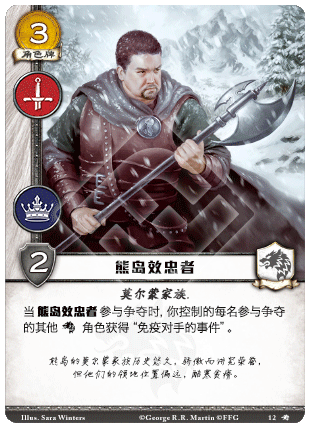 3
角色牌
2
熊岛效忠者
莫尔蒙家族.
当 熊岛效忠者 参与争夺时, 你控制的每名参与争夺
的其他 角色获得 “免疫对手的事件”。
熊岛的莫尔蒙家族历史悠久, 骄傲而讲究荣誉,
但他们的领地位置偏远, 酷寒贫瘠。
Illus. Sara Winters ©George R.R. Martin ©FFG 12